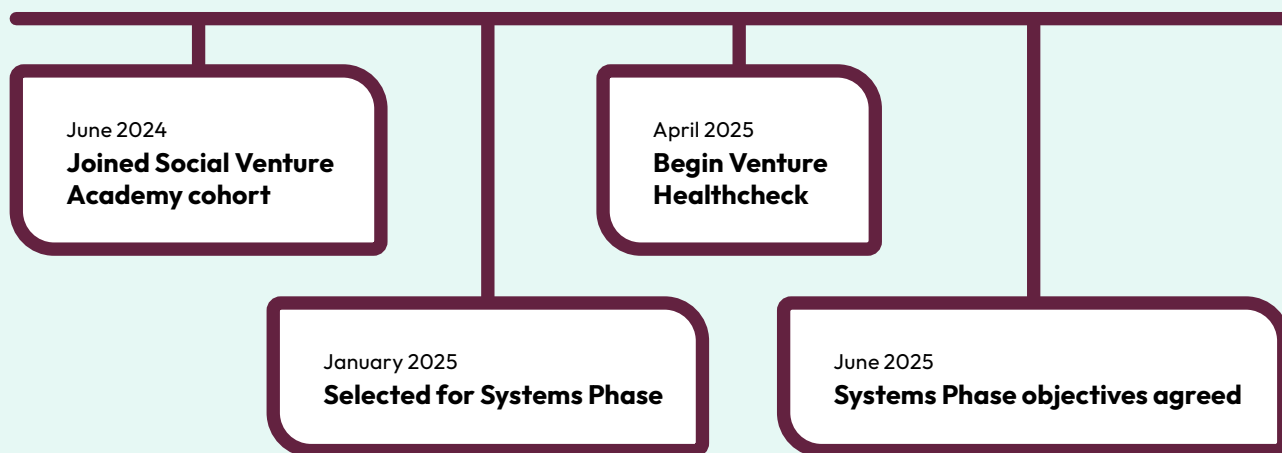 June 2024
Joined Social Venture
Academy cohort
January 2025
Selected for Systems Phase
April 2025
Begin Venture
Healthcheck
June 2025
Systems Phase objectives agreed